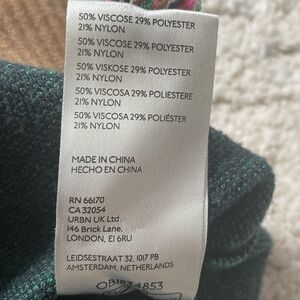 50% VISCOSE 29% POLYESTER
21% NYLON
50% VISCOSE 29% POLYESTER
21% NYLON
50% VISKOSE 29% POLYESTER
21% NYLON
50% VISCOSA 29% POLIESTERE
21% NYLON
50% VISCOSA 29% POLIÉSTER
21% NYLON
MADE IN CHINA
HECHO EN CHINA
RN 66170
CA 32054
URBN UK Ltd.
146 Brick Lane,
LONDON, E1 6RU
LEIDSESTRAAT 32, 1017 PB
AMSTERDAM, NETHERLANDS